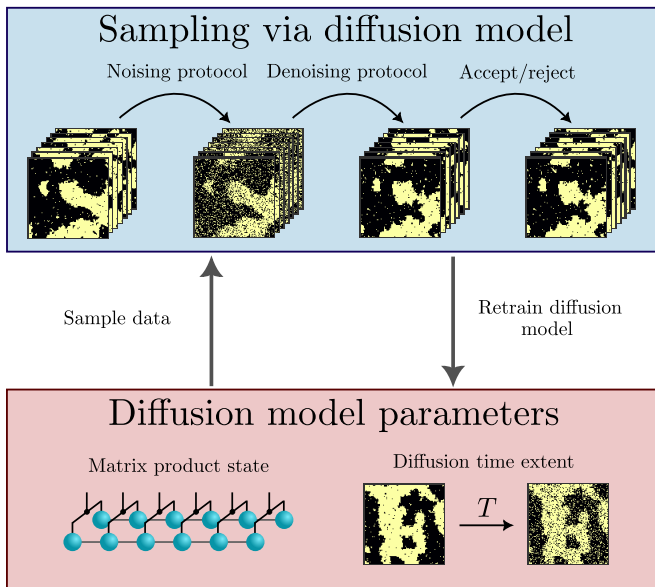 Sampling via diffusion model
Noising protocol
Denoising protocol
Accept/reject
Sample data
Retrain diffusion
model
Diffusion model parameters
Matrix product state
Diffusion time extent
T